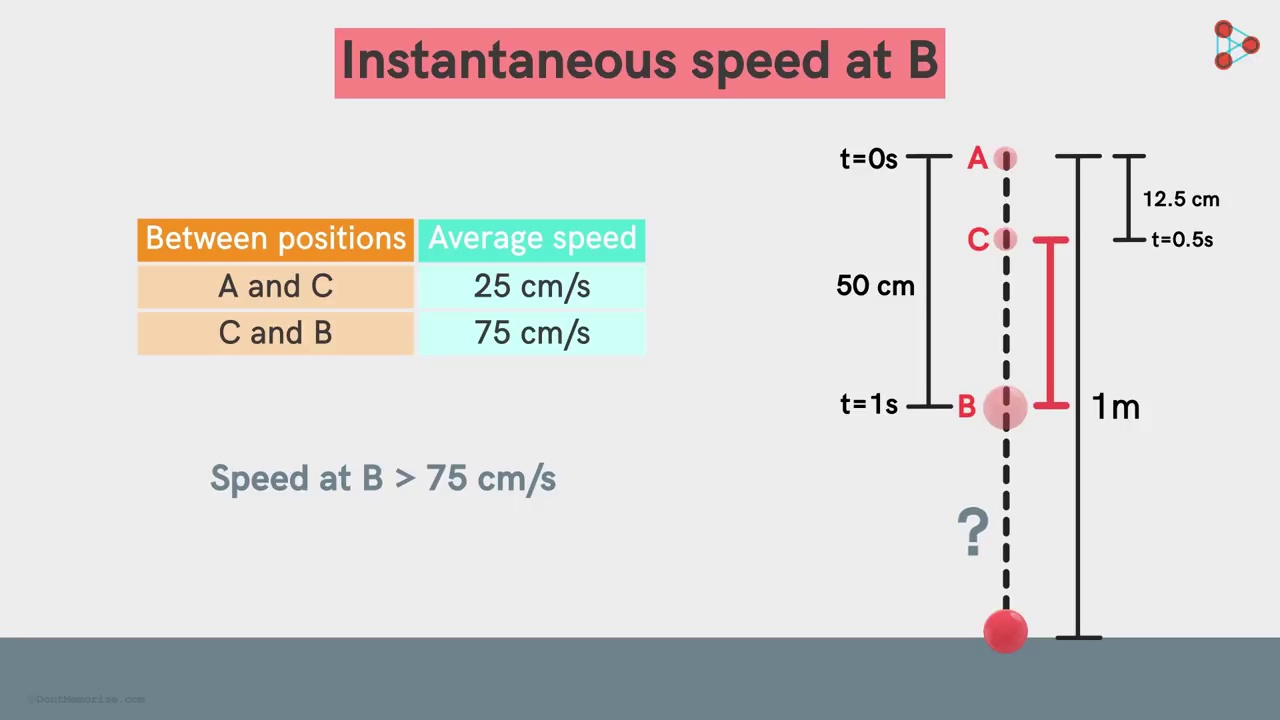 Instantaneous speed at B
Between positions Average speed
A and C 25 cm/s
C and B 75 cm/s
Speed at B > 75 cm/s
t=0s A
12.5 cm
C t=0.5s
50 cm
t=1s B 1m
?
©DontMemorise.com